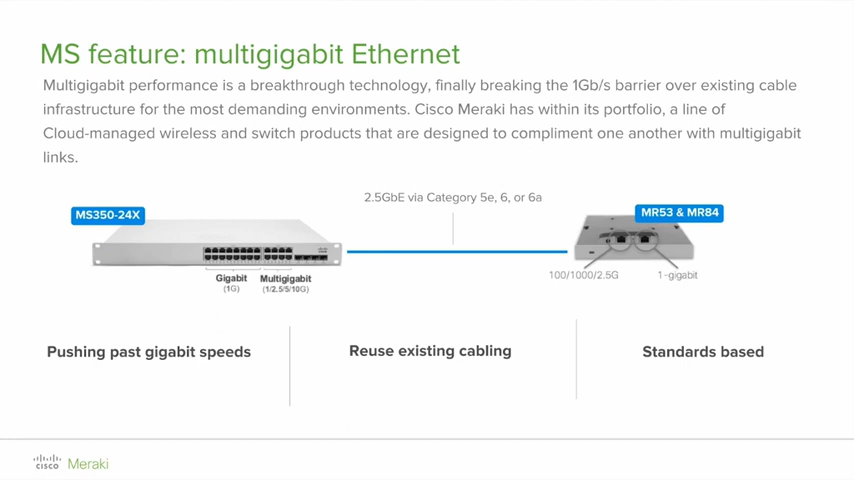 MS feature: multigigabit Ethernet
Multigigabit performance is a breakthrough technology, finally breaking the 1Gb/s barrier over existing cable
infrastructure for the most demanding environments. Cisco Meraki has within its portfolio, a line of
Cloud-managed wireless and switch products that are designed to compliment one another with multigigabit
links.
2.5GbE via Category 5e, 6, or 6a
MS350-24X
MR53 & MR84
Gigabit
(1G)
Multigigabit
(1/2.5/5/10G)
100/1000/2.5G
1-gigabit
Pushing past gigabit speeds
Reuse existing cabling
Standards based
cisco Meraki